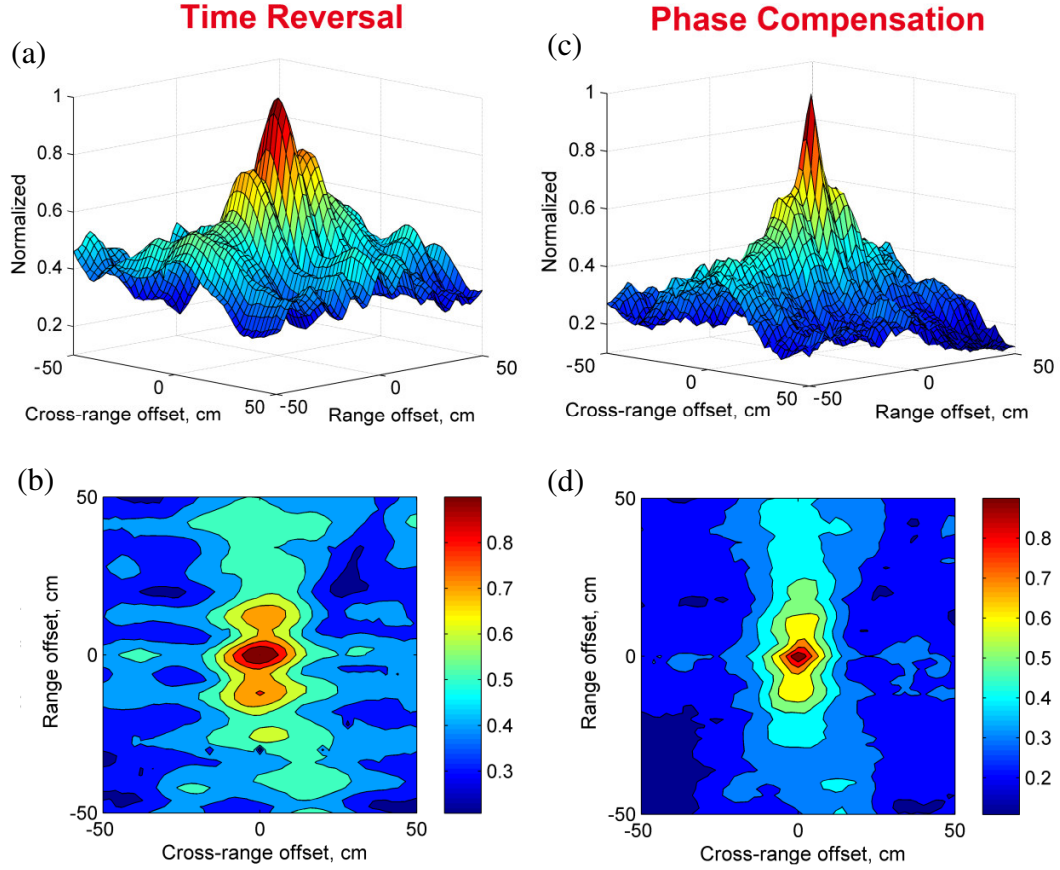 Time Reversal
Phase Compensation
(a)
(c)
1
0.8
0.6
0.4
0.2
Normalized
-50
0
50
Cross-range offset, cm
-50
0
50
Range offset, cm
1
0.8
0.6
0.4
0.2
Normalized
-50
0
50
Cross-range offset, cm
-50
0
50
Range offset, cm
(b)
(d)
50
0
-50
Range offset, cm
-50
0
50
Cross-range offset, cm
0.8
0.7
0.6
0.5
0.4
0.3
50
0
-50
Range offset, cm
-50
0
50
Cross-range offset, cm
0.8
0.7
0.6
0.5
0.4
0.3
0.2